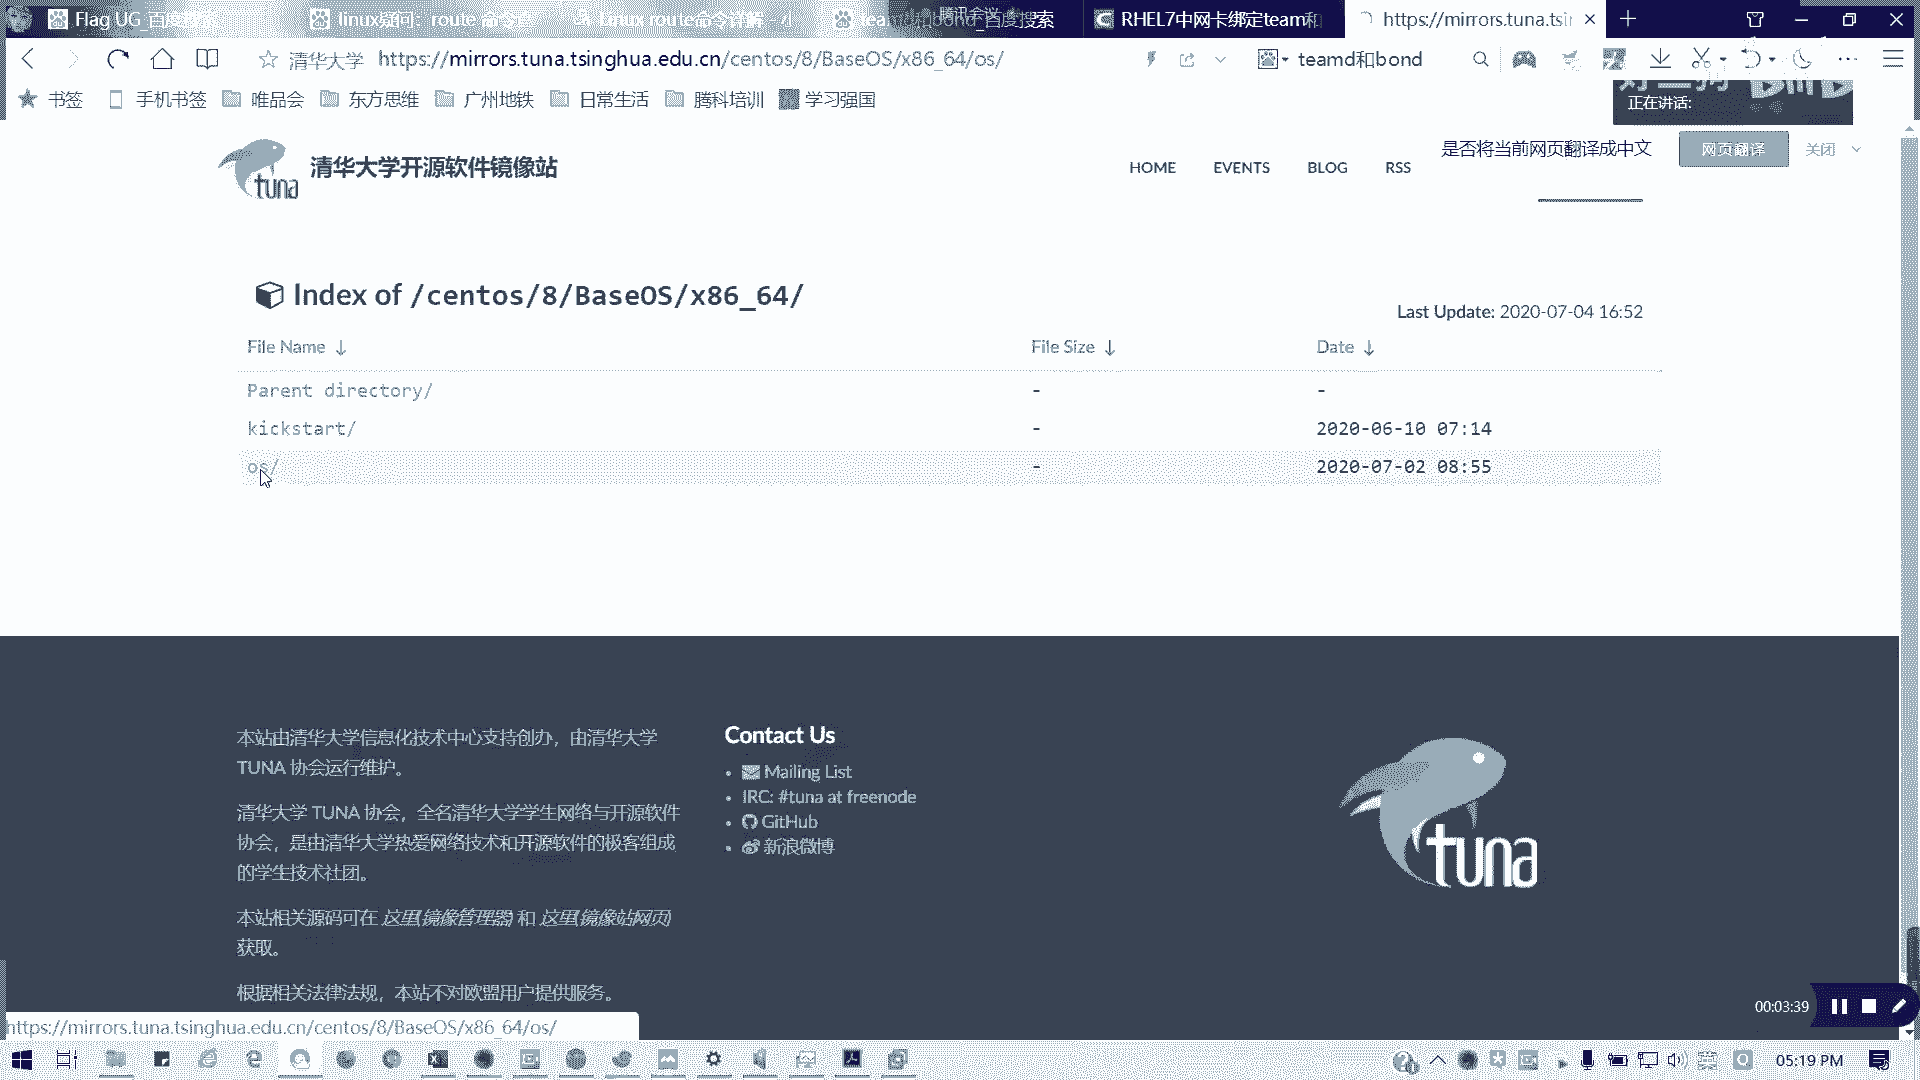 Flag UG_百度搜索
linux疑问：route 命令
Linux route命令详解 - 小
百度搜索
RHEL7中网卡绑定team和
https://mirrors.tuna.tsin
腾讯会议
清华大学 https://mirrors.tuna.tsinghua.edu.cn/centos/8/BaseOS/x86_64/os/
teamd和bond
书签
手机书签
唯品会
东方思维
广州地铁
日常生活
腾科培训
学习强国
正在讲话:
tuna
清华大学开源软件镜像站
HOME
EVENTS
BLOG
RSS
是否将当前网页翻译成中文
网页翻译
关闭
Index of /centos/8/BaseOS/x86_64/
Last Update: 2020-07-04 16:52
File Name ↓ File Size ↓ Date ↓
Parent directory/ - -
kickstart/ - 2020-06-10 07:14
os/ - 2020-07-02 08:55
本站由清华大学信息化技术中心支持创办，由清华大学
TUNA 协会运行维护。
清华大学 TUNA 协会，全名清华大学学生网络与开源软件
协会，是由清华大学热爱网络技术和开源软件的极客组成
的学生技术社团。
本站相关源码可在 这里(镜像管理器) 和 这里(镜像站网页)
获取。
根据相关法律法规，本站不对欧盟用户提供服务。
Contact Us
Mailing List
IRC: #tuna at freenode
GitHub
新浪微博
tuna
00:03:39
https://mirrors.tuna.tsinghua.edu.cn/centos/8/BaseOS/x86_64/os/
英
05:19 PM